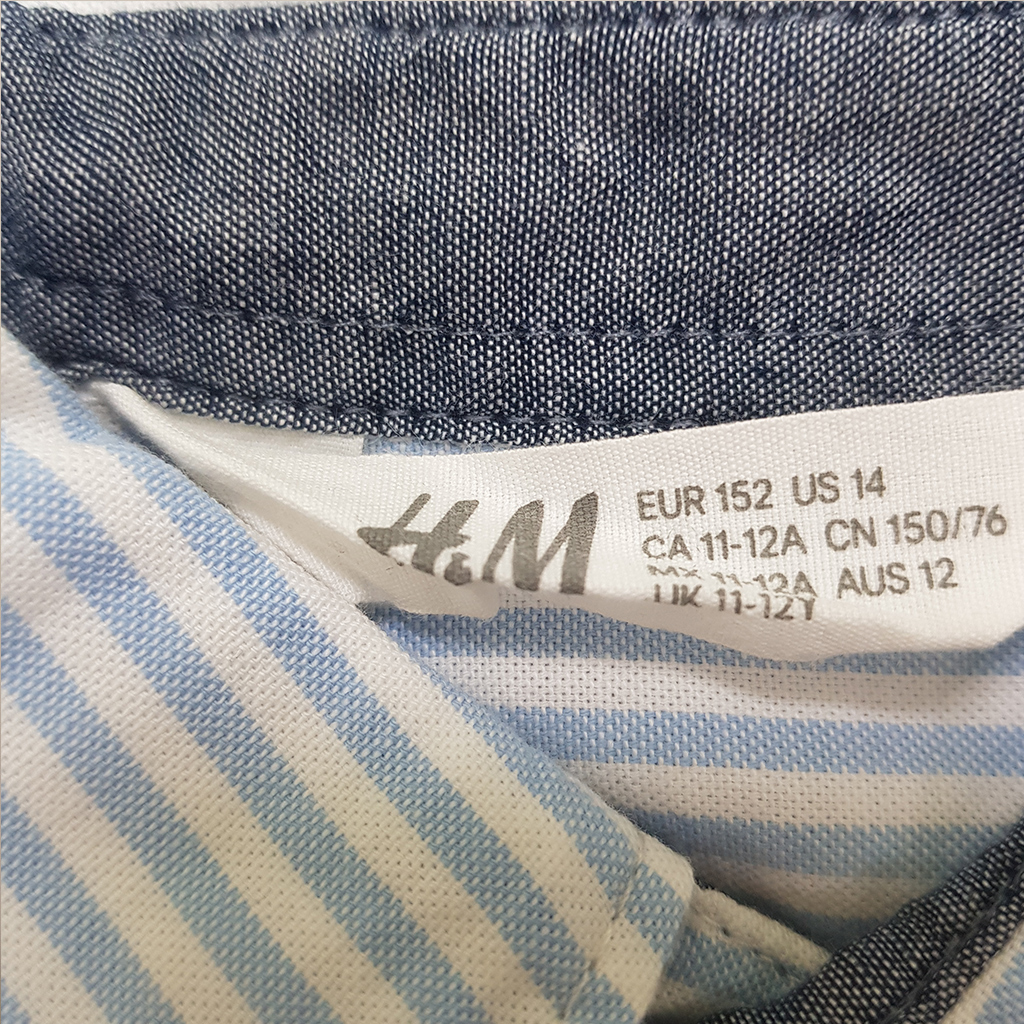 H&M
EUR 152 US 14
CA 11-12A CN 150/76
MX 11-12A AUS 12
UK 11-12Y